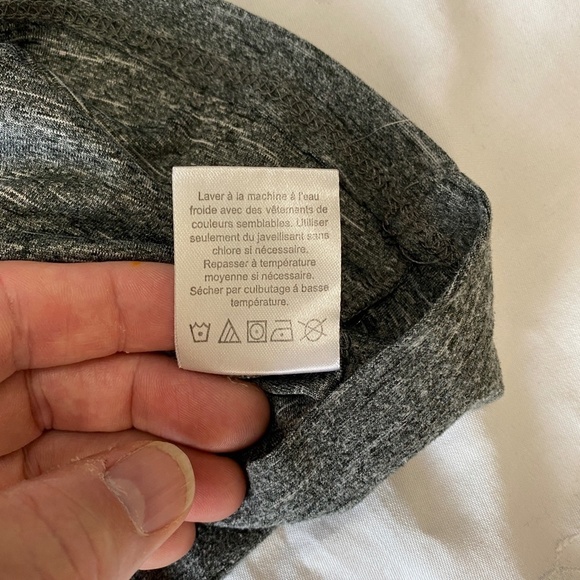 Laver à la machine à l'eau
froide avec des vêtements de
couleurs semblables. Utiliser
seulement du javellisant sans
chlore si nécessaire.
Repasser à température
moyenne si nécessaire.
Sécher par culbutage à basse
température.